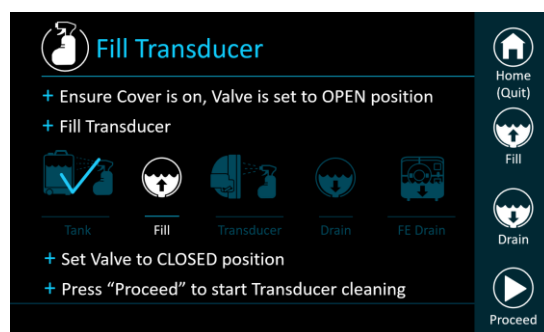 Fill Transducer
+ Ensure Cover is on, Valve is set to OPEN position
+ Fill Transducer
Tank Fill Transducer Drain FE Drain
+ Set Valve to CLOSED position
+ Press “Proceed” to start Transducer cleaning
Home
(Quit)
Fill
Drain
Proceed